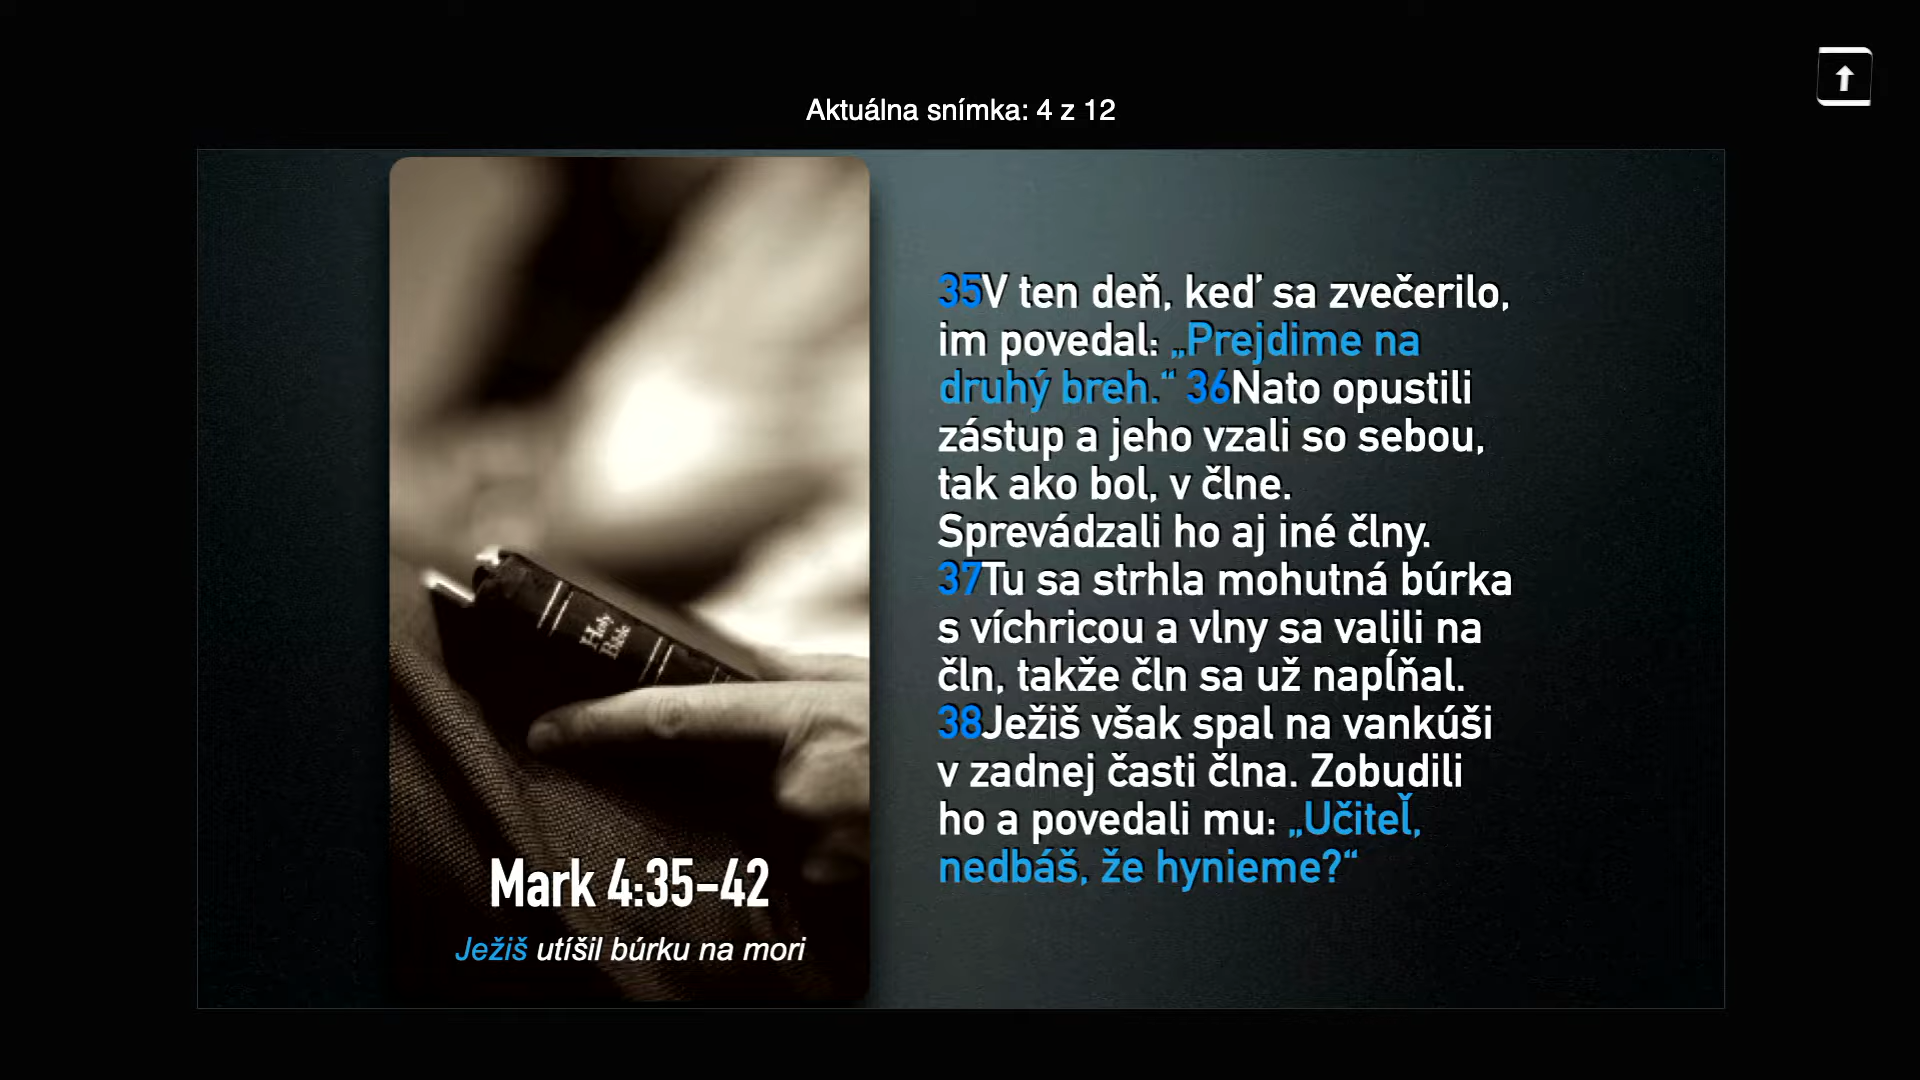 Aktuálna snímka: 4 z 12
35V ten deň, keď sa zvečerilo,
im povedal: „Prejdime na
druhý breh.“ 36Nato opustili
zástup a jeho vzali so sebou,
tak ako bol, v člne.
Sprevádzali ho aj iné člny.
37Tu sa strhla mohutná búrka
s víchricou a vlny sa valili na
čln, takže čln sa už napĺňal.
38Ježiš však spal na vankúši
v zadnej časti člna. Zobudili
ho a povedali mu: „Učiteľ,
nedbáš, že hynieme?“
Holy
Bible
Mark 4:35–42
Ježiš utíšil búrku na mori